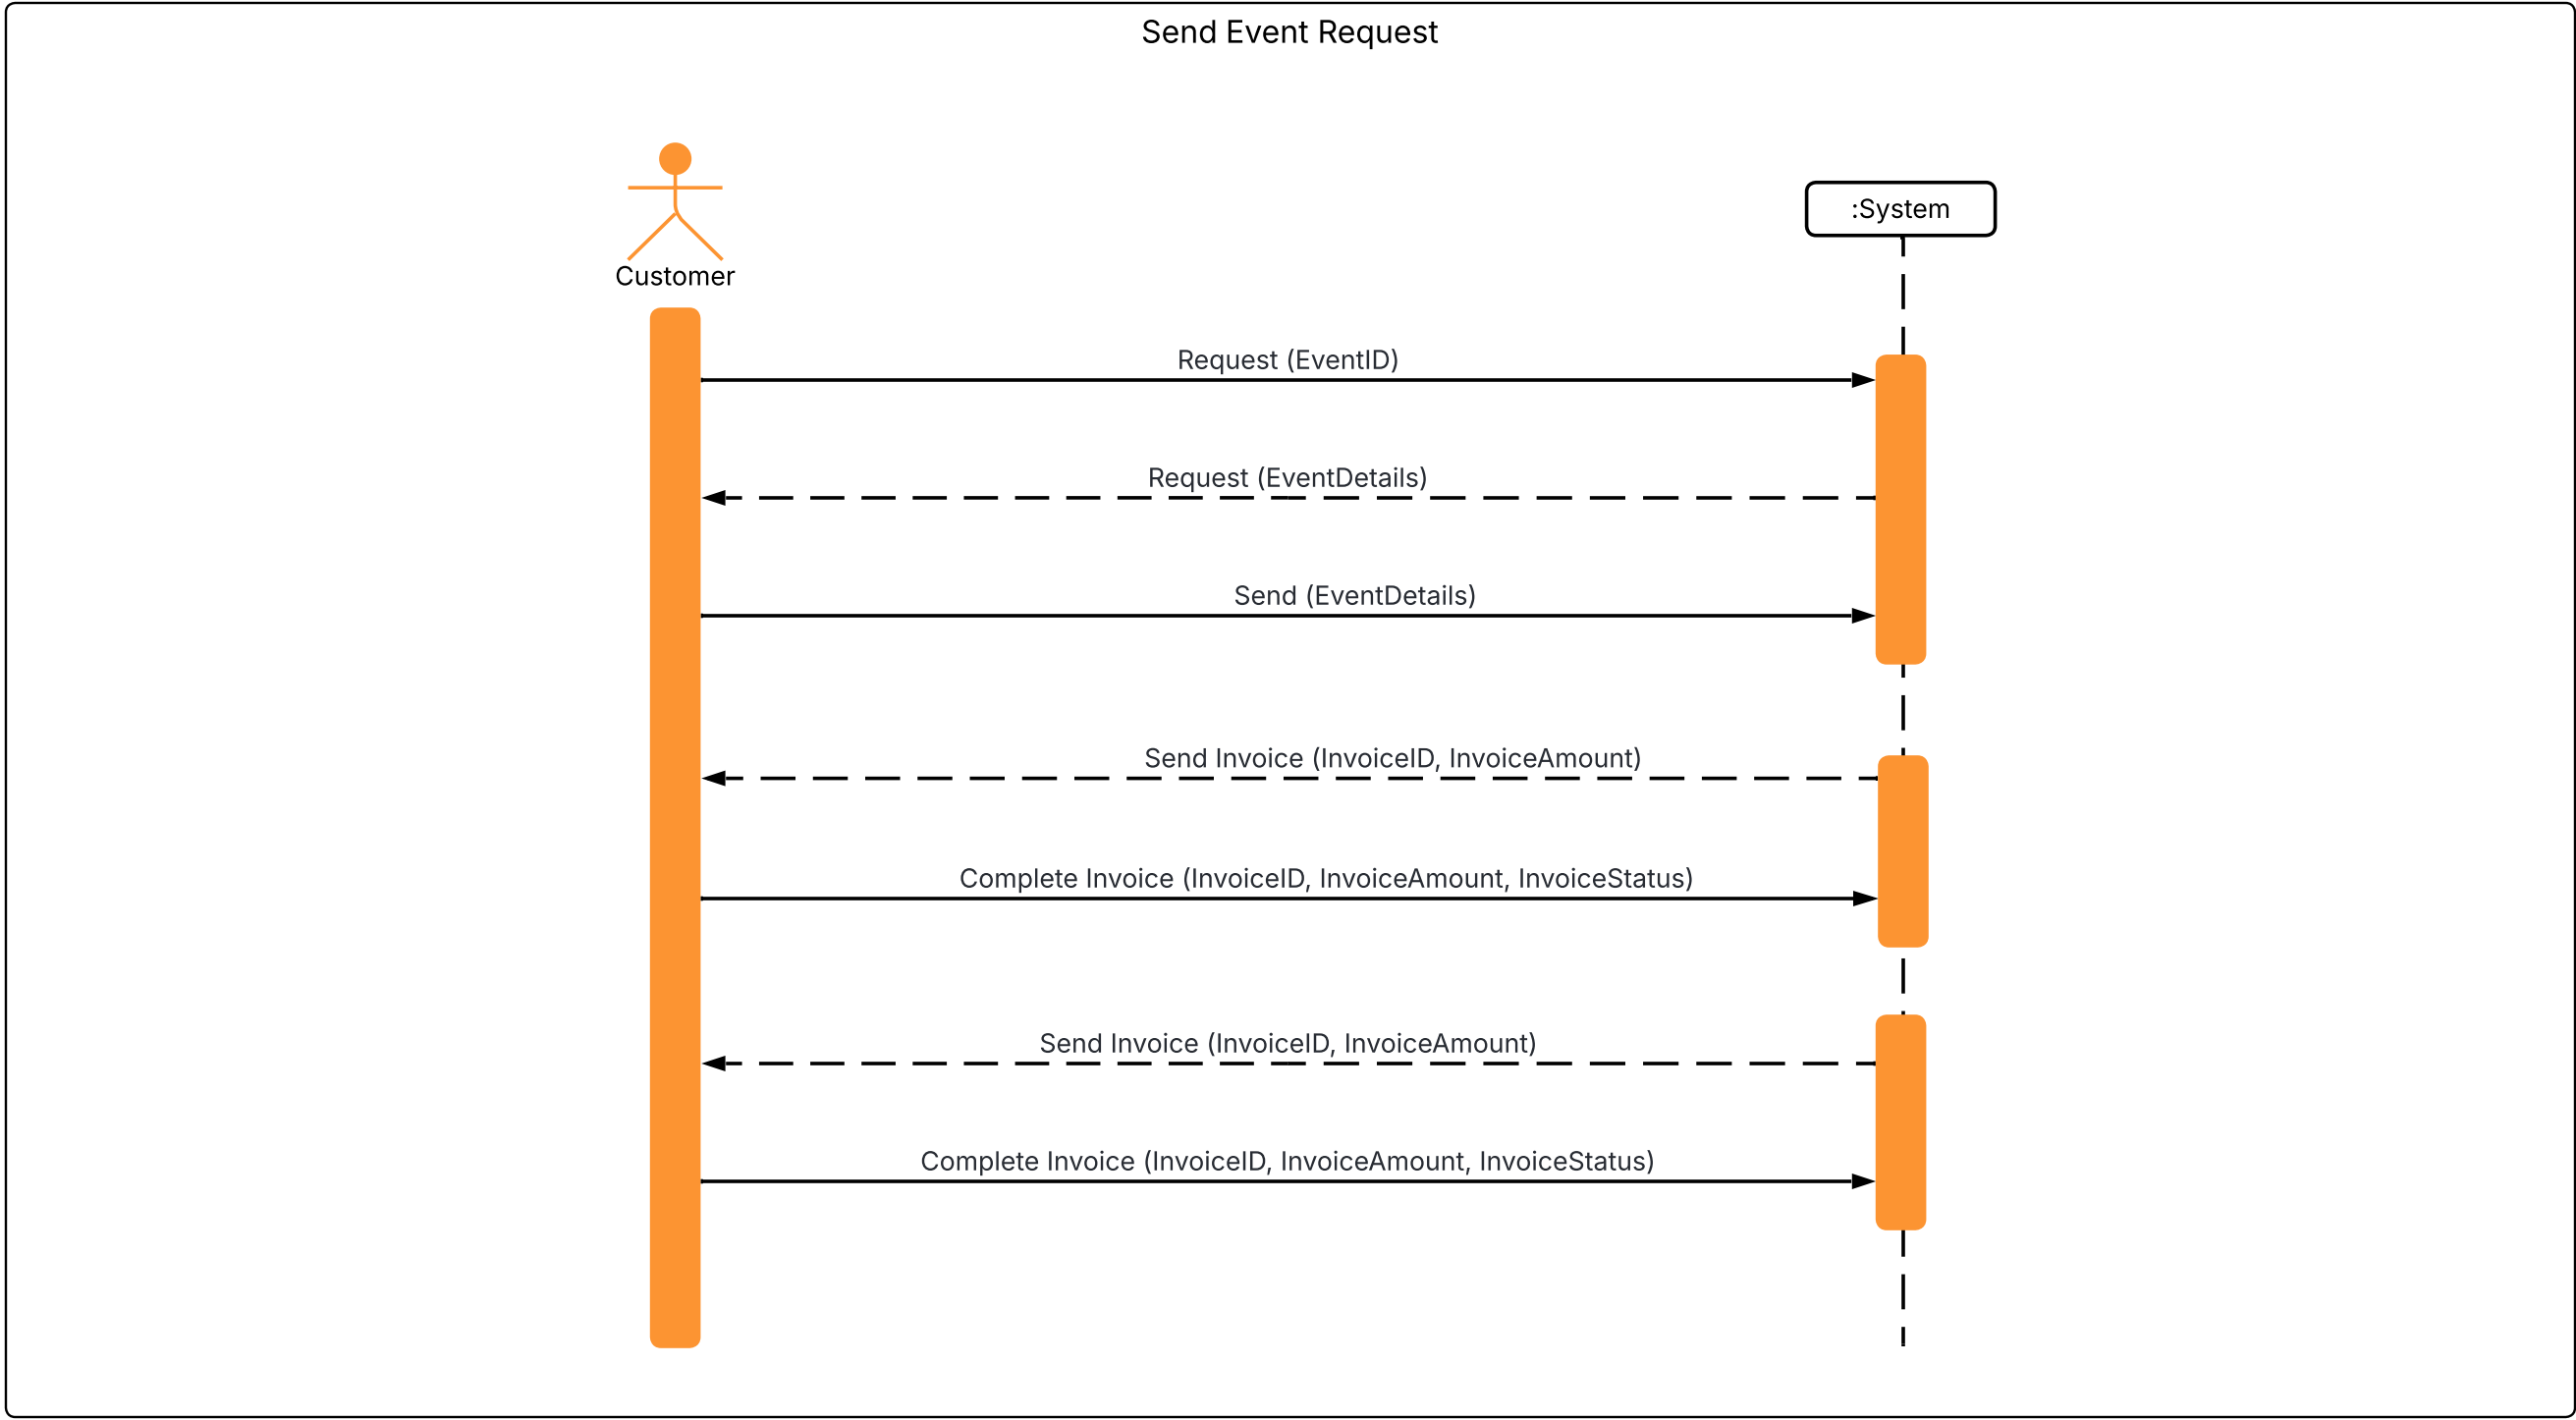 Send Event Request
:System
Customer
Request (EventID)
Request (EventDetails)
Send (EventDetails)
Send Invoice (InvoiceID, InvoiceAmount)
Complete Invoice (InvoiceID, InvoiceAmount, InvoiceStatus)
Send Invoice (InvoiceID, InvoiceAmount)
Complete Invoice (InvoiceID, InvoiceAmount, InvoiceStatus)